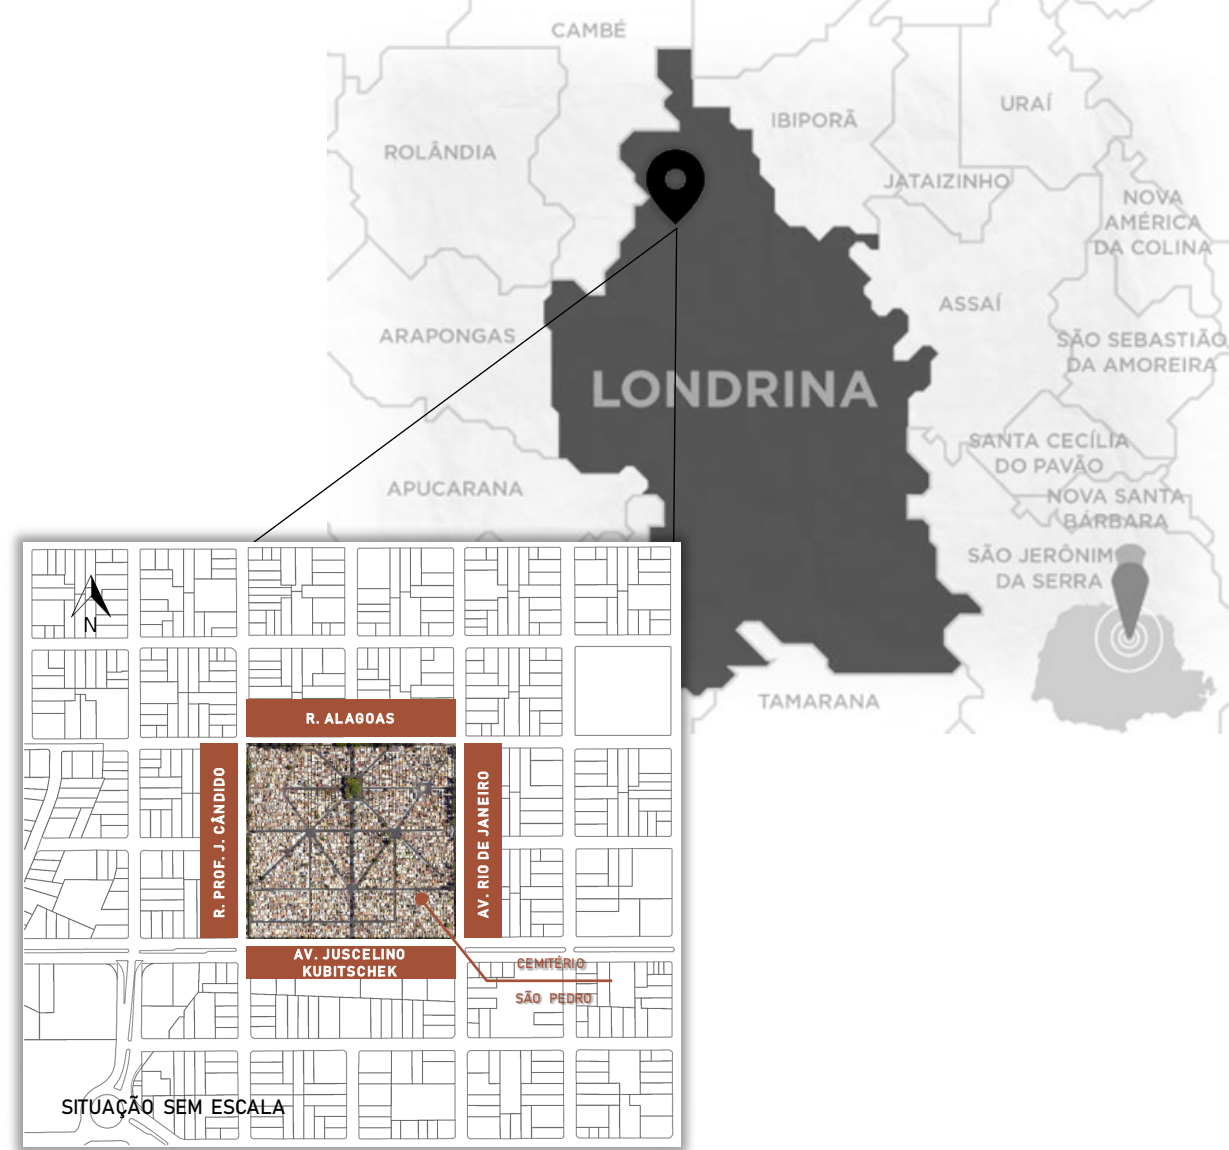 CAMBÉ
IBIPORÃ
URAÍ
ROLÂNDIA
JATAIZINHO
NOVA
AMÉRICA
DA COLINA
ASSAÍ
ARAPONGAS
SÃO SEBASTIÃO
DA AMOREIRA
LONDRINA
SANTA CECÍLIA
DO PAVÃO
APUCARANA
NOVA SANTA
BÁRBARA
SÃO JERÔNIM
DA SERRA
TAMARANA
N
R. ALAGOAS
R. PROF. J. CÂNDIDO
AV. RIO DE JANEIRO
AV. JUSCELINO
KUBITSCHEK
CEMITÉRIO
SÃO PEDRO
SITUAÇÃO SEM ESCALA